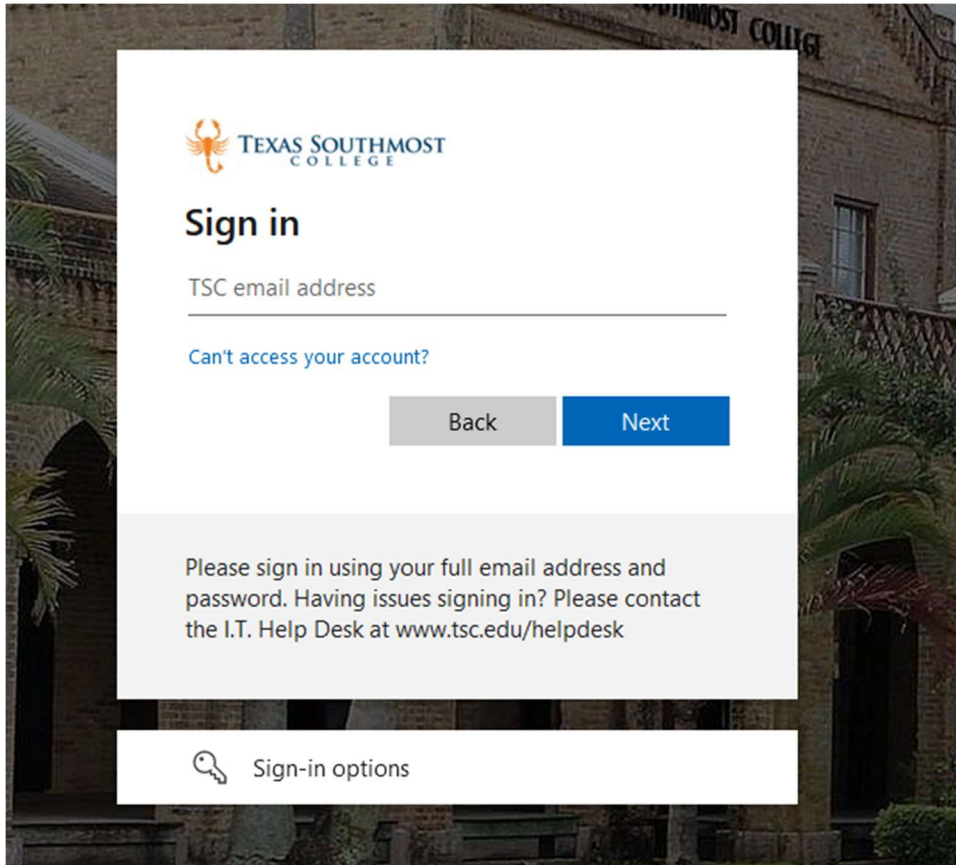 COLLEGE
TEXAS SOUTHMOST
COLLEGE
Sign in
TSC email address
Can't access your account?
Back
Next
Please sign in using your full email address and
password. Having issues signing in? Please contact
the I.T. Help Desk at www.tsc.edu/helpdesk
Sign-in options